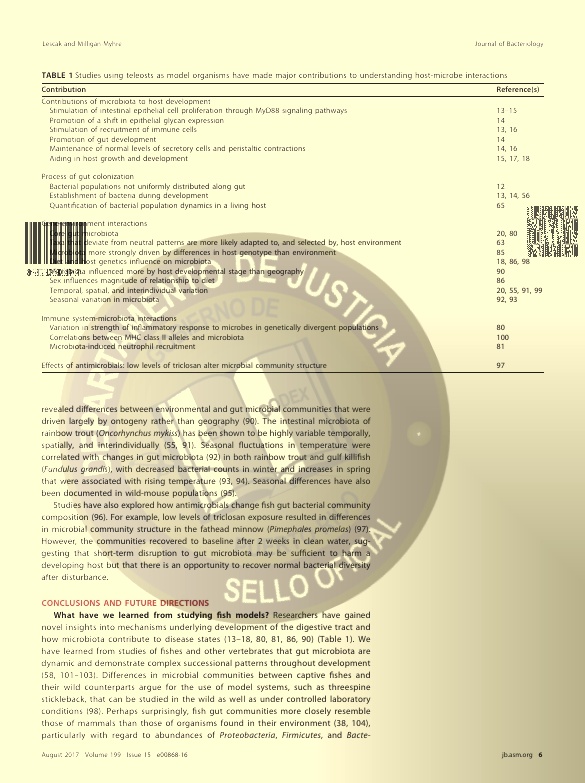 Lescak and Milligan-Myhre
Journal of Bacteriology
TABLE 1 Studies using teleosts as model organisms have made major contributions to understanding host-microbe interactions
Contribution Reference(s)
Contributions of microbiota to host development
Stimulation of intestinal epithelial cell proliferation through MyD88 signaling pathways 13–15
Promotion of a shift in epithelial glycan expression 14
Stimulation of recruitment of immune cells 13, 16
Promotion of gut development 14
Maintenance of normal levels of secretory cells and peristaltic contractions 14, 16
Aiding in host growth and development 15, 17, 18
Process of gut colonization
Bacterial populations not uniformly distributed along gut 12
Establishment of bacteria during development 13, 14, 56
Quantification of bacterial population dynamics in a living host 65
interactions
microbiota 20, 80
that deviate from neutral patterns are more likely adapted to, and selected by, host environment 63
more strongly driven by differences in host genotype than environment 85
host genetics influence on microbiota 18, 86, 98
influenced more by host developmental stage than geography 90
Sex influences magnitude of relationship to diet 86
Temporal, spatial, and interindividual variation 20, 55, 91, 99
Seasonal variation in microbiota 92, 93
Immune system-microbiota interactions
Variation in strength of inflammatory response to microbes in genetically divergent populations 80
Correlations between MHC class II alleles and microbiota 100
Microbiota-induced neutrophil recruitment 81
Effects of antimicrobials: low levels of triclosan alter microbial community structure 97
revealed differences between environmental and gut microbial communities that were
driven largely by ontogeny rather than geography (90). The intestinal microbiota of
rainbow trout (Oncorhynchus mykiss) has been shown to be highly variable temporally,
spatially, and interindividually (55, 91). Seasonal fluctuations in temperature were
correlated with changes in gut microbiota (92) in both rainbow trout and gulf killifish
(Fundulus grandis), with decreased bacterial counts in winter and increases in spring
that were associated with rising temperature (93, 94). Seasonal differences have also
been documented in wild-mouse populations (95).
Studies have also explored how antimicrobials change fish gut bacterial community
composition (96). For example, low levels of triclosan exposure resulted in differences
in microbial community structure in the fathead minnow (Pimephales promelas) (97).
However, the communities recovered to baseline after 2 weeks in clean water, sug-
gesting that short-term disruption to gut microbiota may be sufficient to harm a
developing host but that there is an opportunity to recover normal bacterial diversity
after disturbance.
CONCLUSIONS AND FUTURE DIRECTIONS
What have we learned from studying fish models? Researchers have gained
novel insights into mechanisms underlying development of the digestive tract and
how microbiota contribute to disease states (13–18, 80, 81, 86, 90) (Table 1). We
have learned from studies of fishes and other vertebrates that gut microbiota are
dynamic and demonstrate complex successional patterns throughout development
(58, 101–103). Differences in microbial communities between captive fishes and
their wild counterparts argue for the use of model systems, such as threespine
stickleback, that can be studied in the wild as well as under controlled laboratory
conditions (98). Perhaps surprisingly, fish gut communities more closely resemble
those of mammals than those of organisms found in their environment (38, 104),
particularly with regard to abundances of Proteobacteria, Firmicutes, and Bacte-
DE JUSTICIA
GOBIERNO DE
CODEX
SELLO OFICIAL
August 2017 Volume 199 Issue 15 e00868-16
jb.asm.org 6